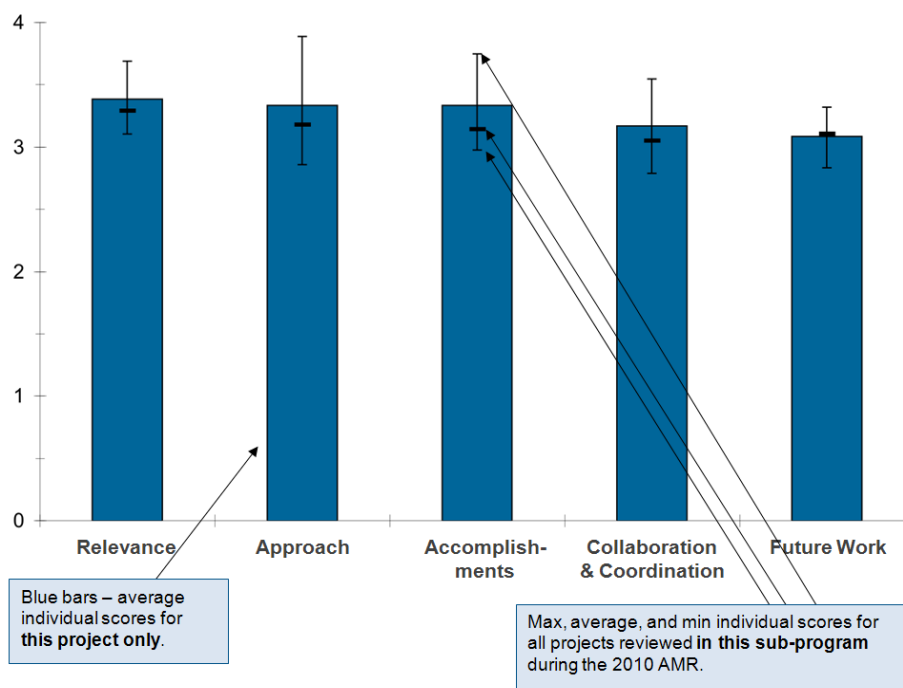 4
3
2
1
0
Relevance
Approach
Accomplish-
ments
Collaboration
& Coordination
Future Work
Blue bars – average
individual scores for
this project only.
Max, average, and min individual scores for
all projects reviewed in this sub-program
during the 2010 AMR.